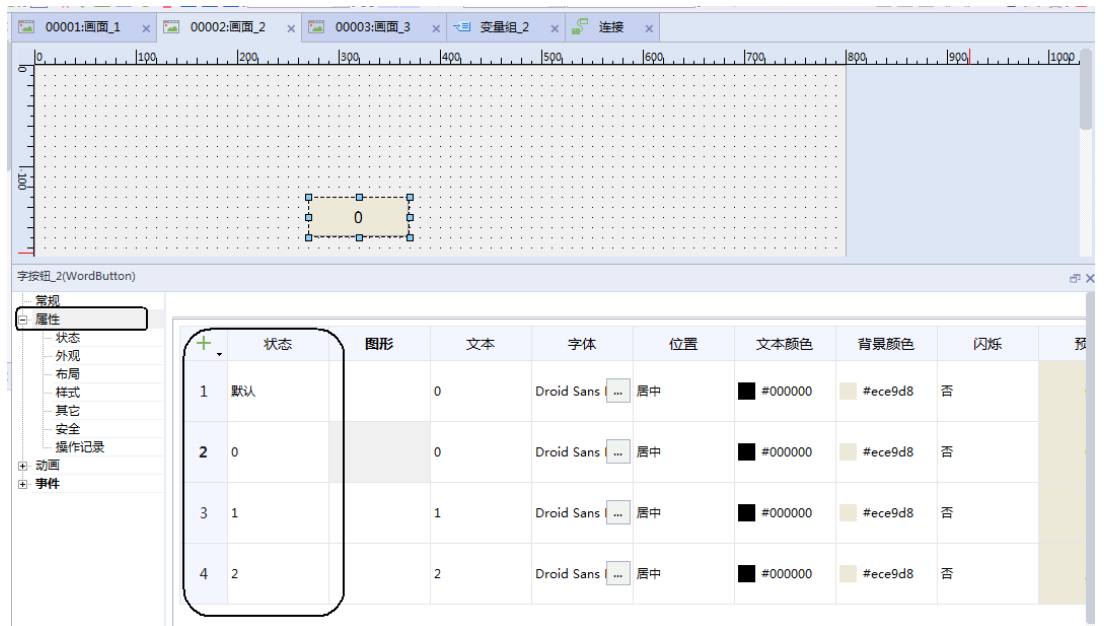 00001:画面_1 × 00002:画面_2 × 00003:画面_3 × 变量组_2 × 连接 ×
0 100 200 300 400 500 600 700 800 900 1000
0
100
0
字按钮_2(WordButton)
常规
属性
状态
外观
布局
样式
其它
安全
操作记录
动画
事件
+ 状态 图形 文本 字体 位置 文本颜色 背景颜色 闪烁
1 默认 0 Droid Sans ... 居中 #000000 #ece9d8 否
2 0 0 Droid Sans ... 居中 #000000 #ece9d8 否
3 1 1 Droid Sans ... 居中 #000000 #ece9d8 否
4 2 2 Droid Sans ... 居中 #000000 #ece9d8 否